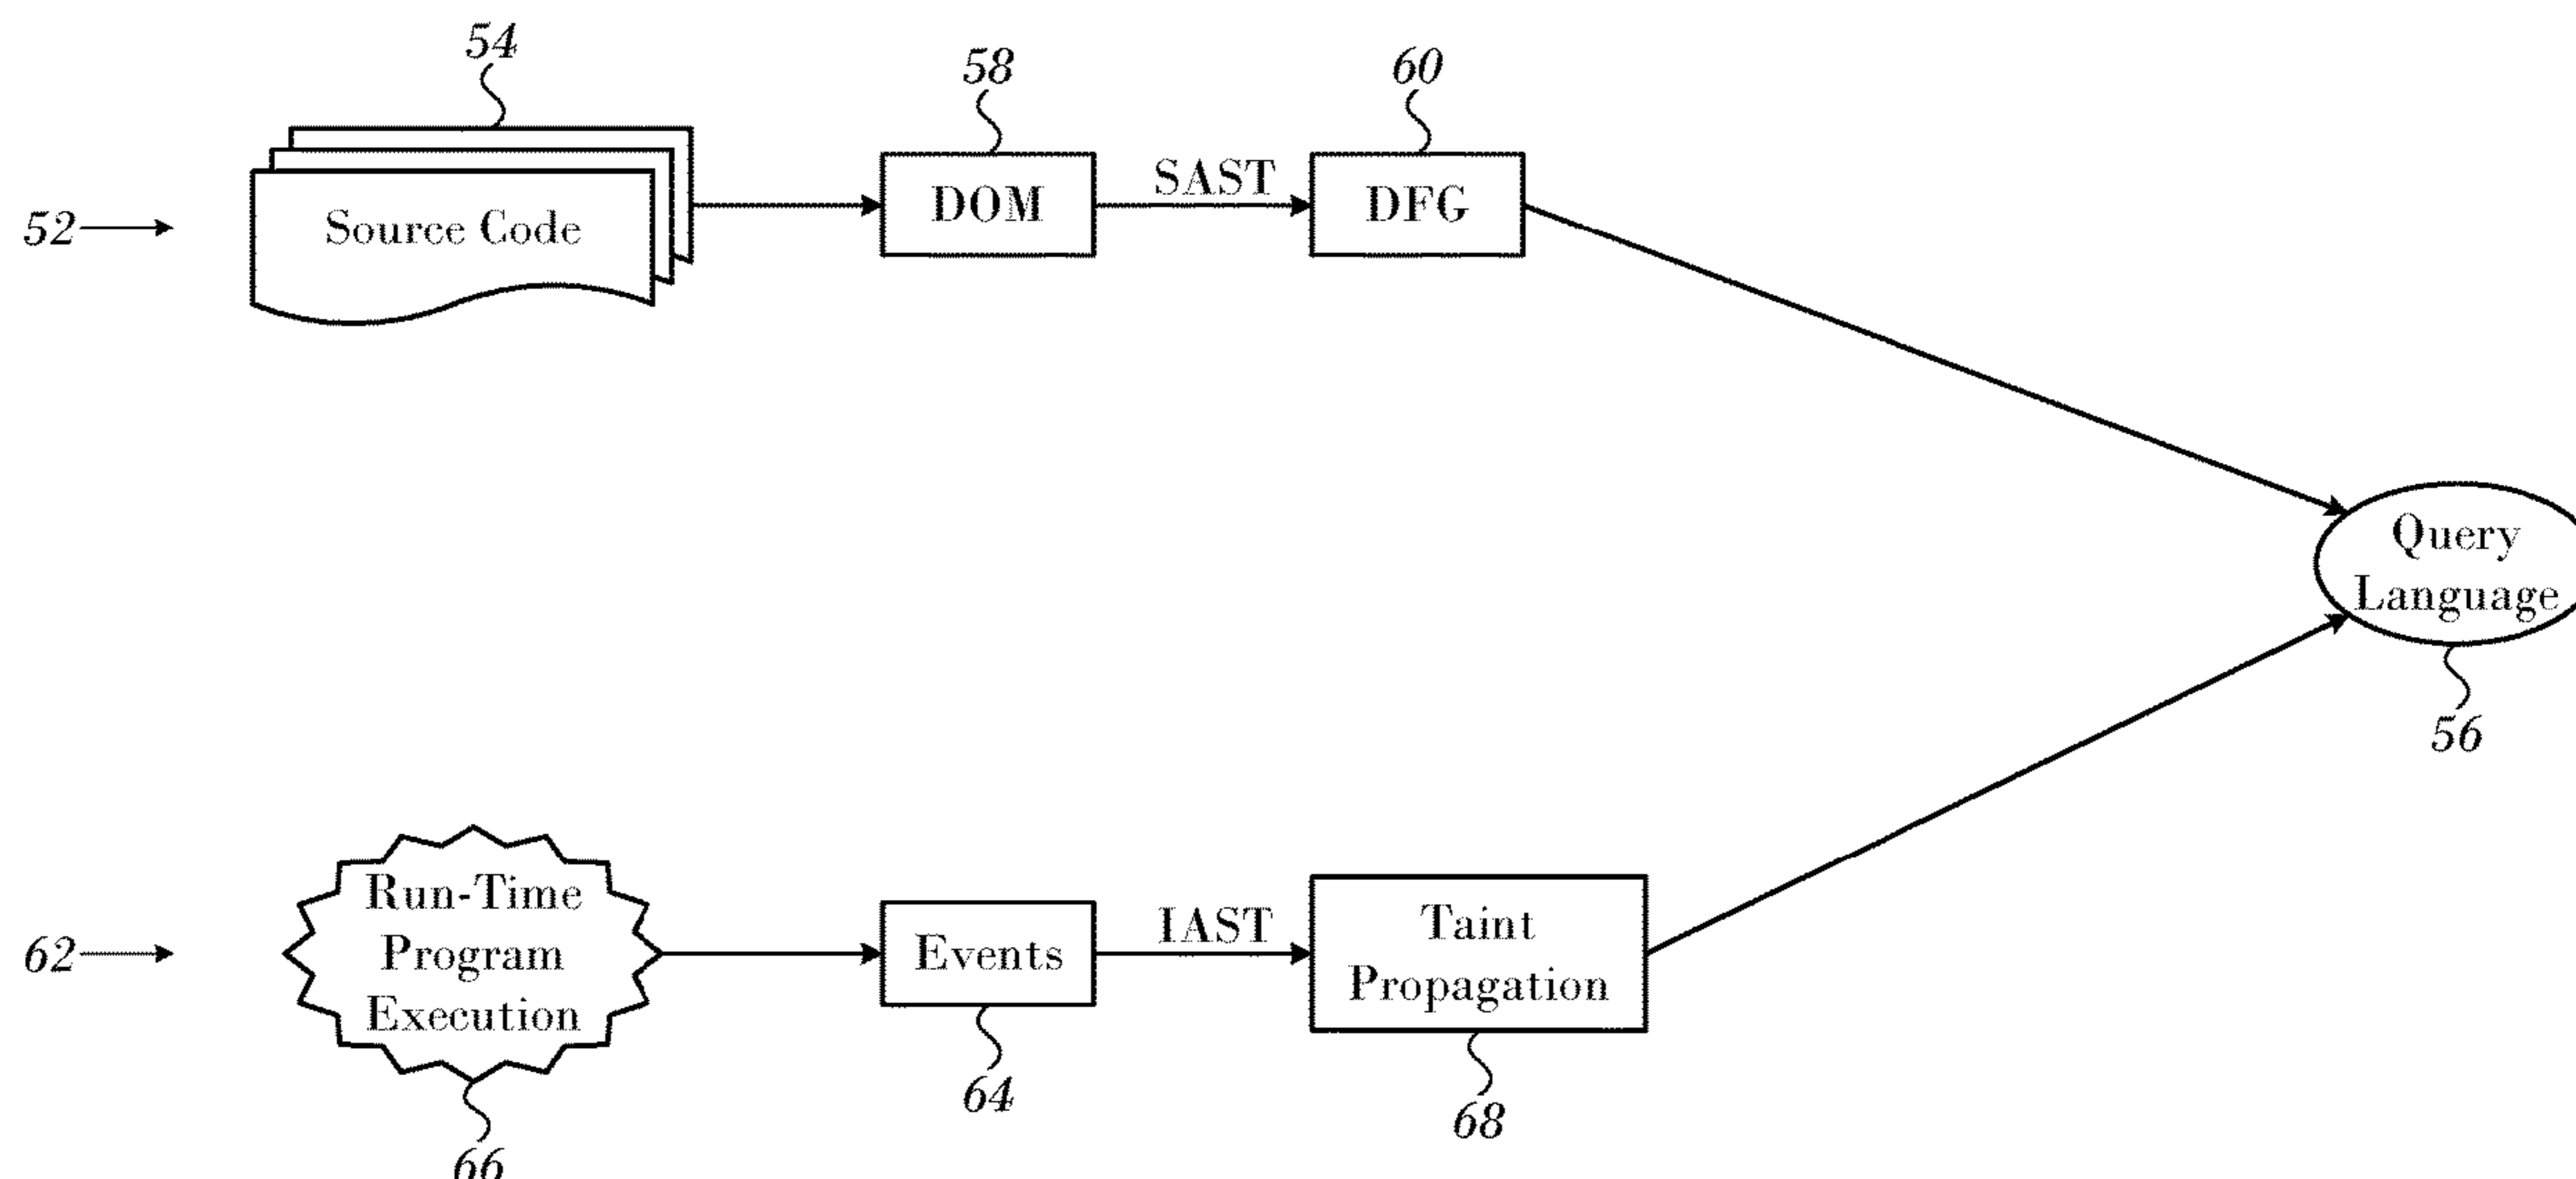 54
58
60
52
Source Code
DOM
SAST
DFG
Query
Language
56
62
Run-Time
Program
Execution
Events
IAST
Taint
Propagation
64
68
66